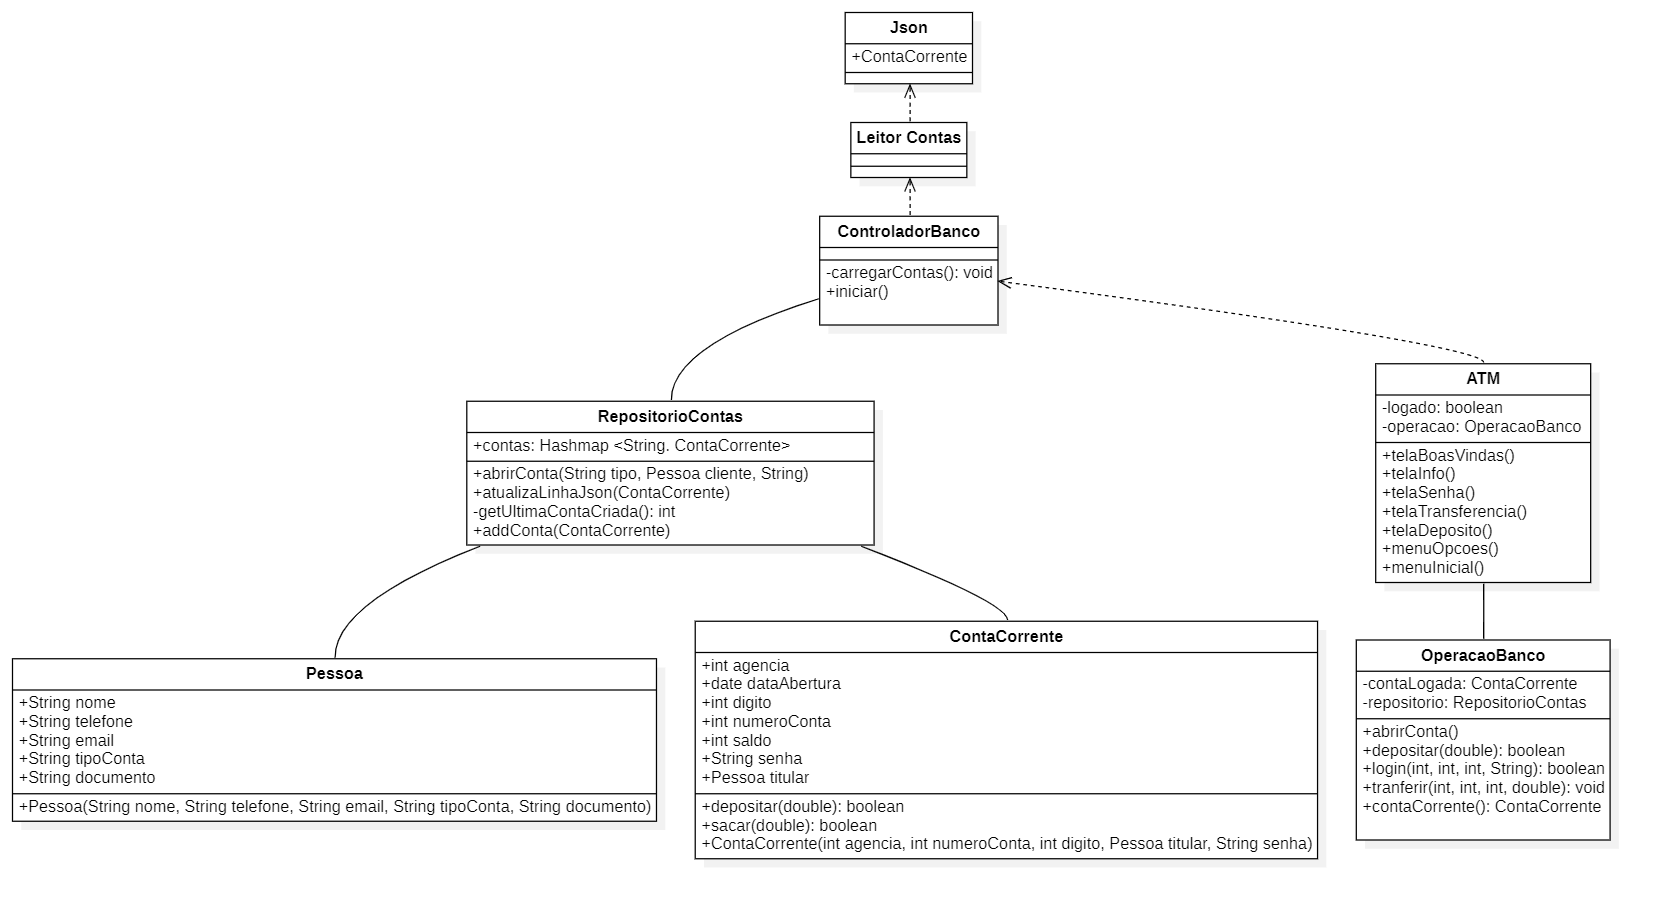 Json
+ContaCorrente
Leitor Contas
ControladorBanco
-carregarContas(): void
+iniciar()
RepositorioContas
+contas: Hashmap <String. ContaCorrente>
+abrirConta(String tipo, Pessoa cliente, String)
+atualizaLinhaJson(ContaCorrente)
-getUltimaContaCriada(): int
+addConta(ContaCorrente)
ATM
-logado: boolean
-operacao: OperacaoBanco
+telaBoasVindas()
+telaInfo()
+telaSenha()
+telaTransferencia()
+telaDeposito()
+menuOpcoes()
+menuInicial()
Pessoa
+String nome
+String telefone
+String email
+String tipoConta
+String documento
+Pessoa(String nome, String telefone, String email, String tipoConta, String documento)
ContaCorrente
+int agencia
+date dataAbertura
+int digito
+int numeroConta
+int saldo
+String senha
+Pessoa titular
+depositar(double): boolean
+sacar(double): boolean
+ContaCorrente(int agencia, int numeroConta, int digito, Pessoa titular, String senha)
OperacaoBanco
-contaLogada: ContaCorrente
-repositorio: RepositorioContas
+abrirConta()
+depositar(double): boolean
+login(int, int, int, String): boolean
+tranferir(int, int, int, double): void
+contaCorrente(): ContaCorrente